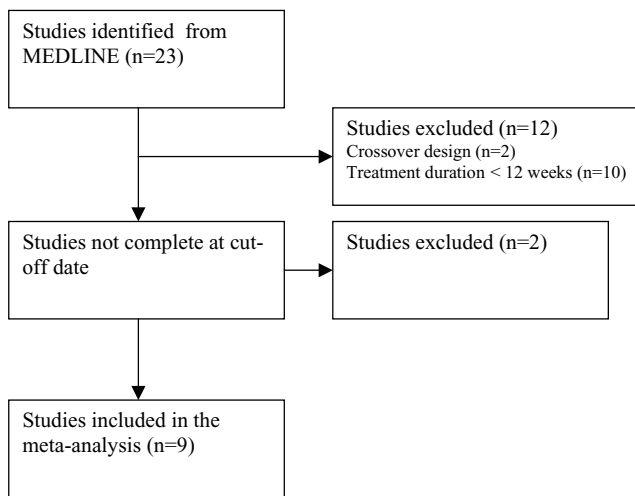 Studies identified from
MEDLINE (n=23)
Studies excluded (n=12)
Crossover design (n=2)
Treatment duration < 12 weeks (n=10)
Studies not complete at cut-
off date
Studies excluded (n=2)
Studies included in the
meta-analysis (n=9)